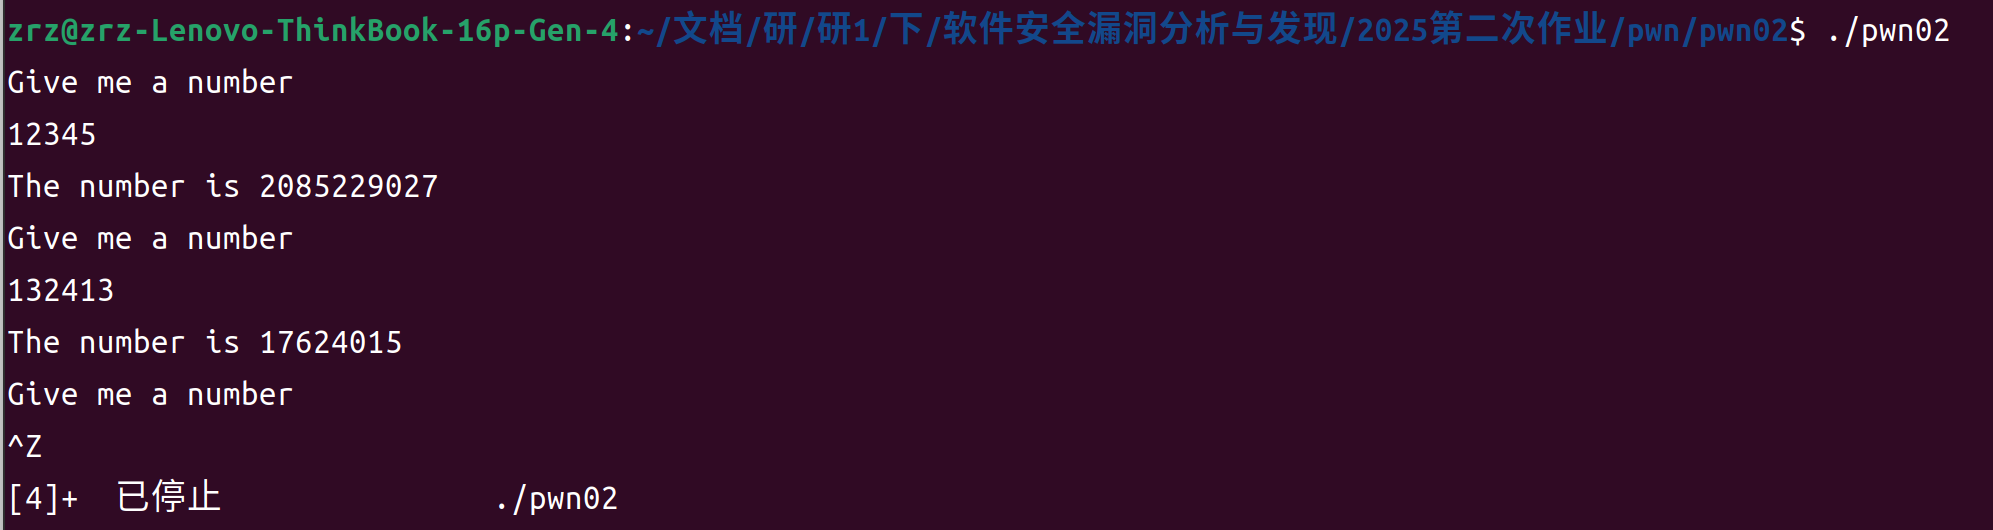 zrz@zrz-Lenovo-ThinkBook-16p-Gen-4:~/文档/研/研1/下/软件安全漏洞分析与发现/2025第二次作业/pwn/pwn02$ ./pwn02
Give me a number
12345
The number is 2085229027
Give me a number
132413
The number is 17624015
Give me a number
^Z
[4]+  已停止               ./pwn02